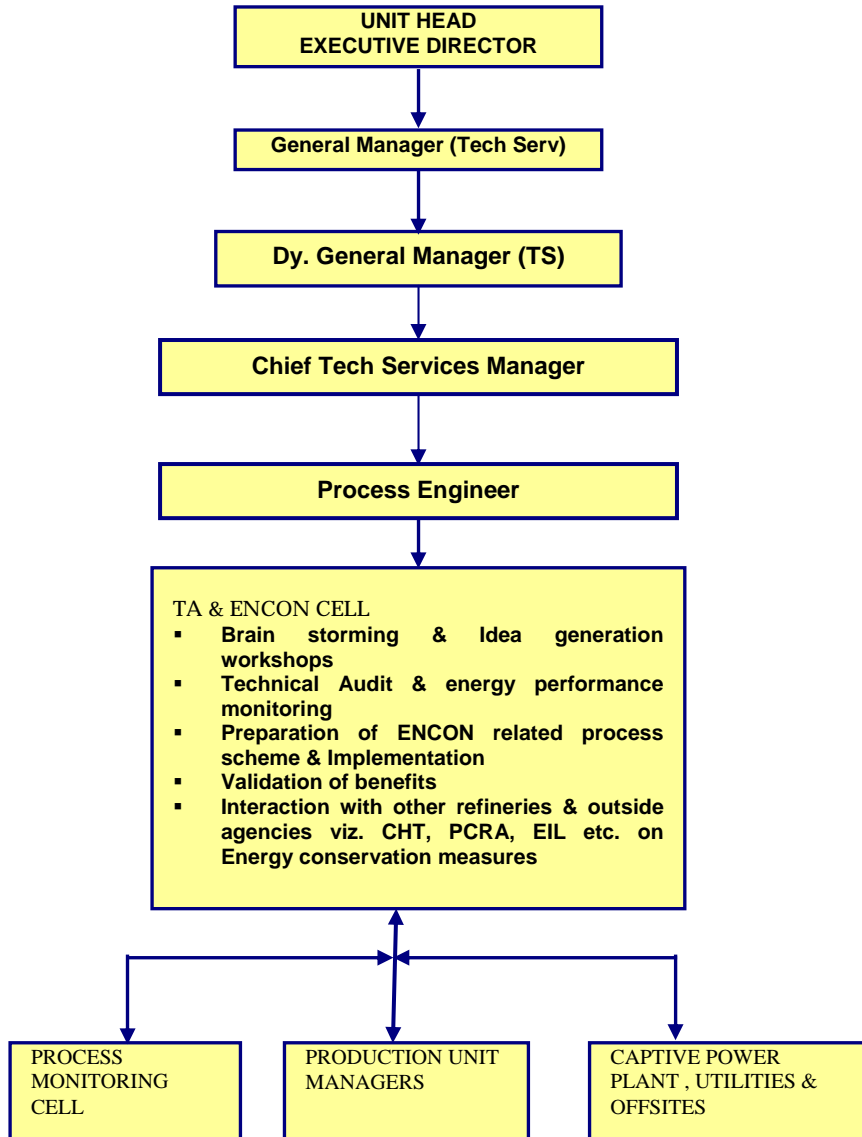 UNIT HEAD
EXECUTIVE DIRECTOR
General Manager (Tech Serv)
Dy. General Manager (TS)
Chief Tech Services Manager
Process Engineer
TA & ENCON CELL
▪ Brain storming & Idea generation
workshops
▪ Technical Audit & energy performance
monitoring
▪ Preparation of ENCON related process
scheme & Implementation
▪ Validation of benefits
▪ Interaction with other refineries & outside
agencies viz. CHT, PCRA, EIL etc. on
Energy conservation measures
PROCESS
MONITORING
CELL
PRODUCTION UNIT
MANAGERS
CAPTIVE POWER
PLANT , UTILITIES &
OFFSITES